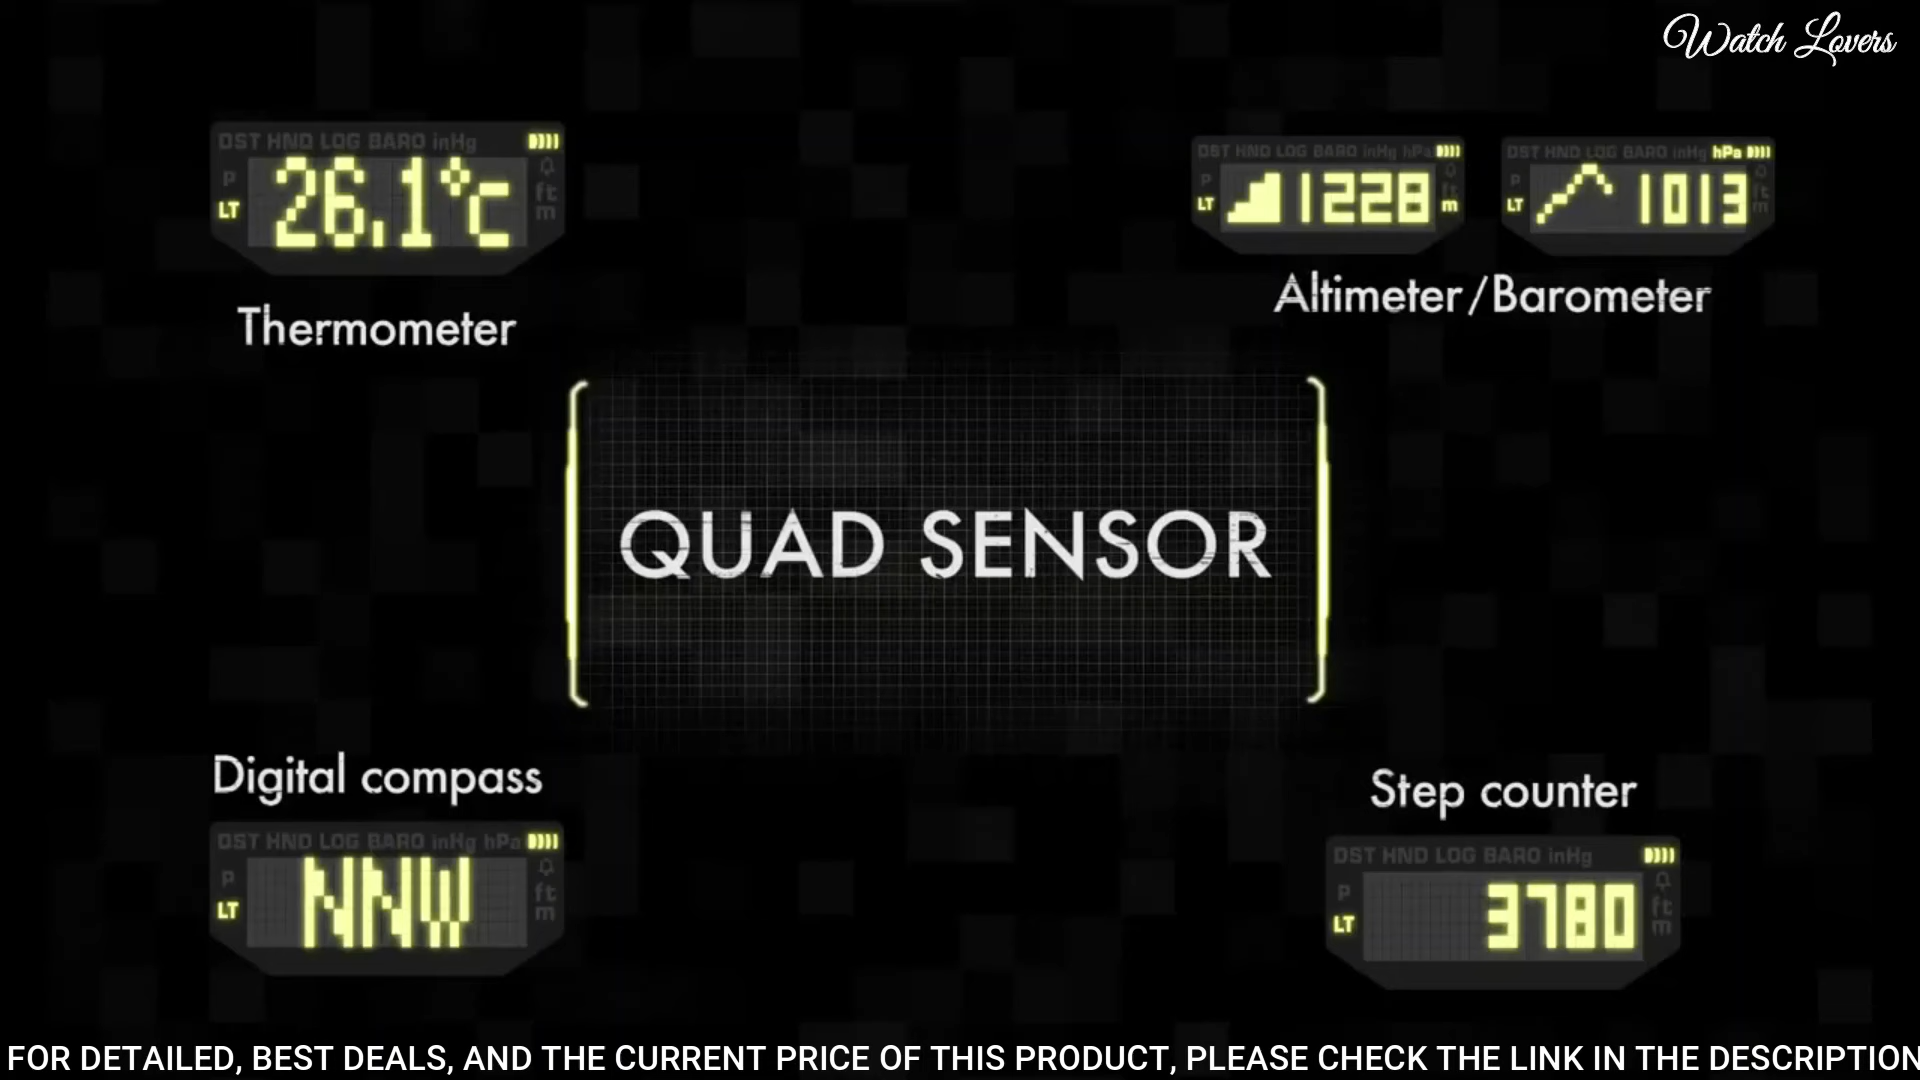 Watch Lovers
DST HND LOG BARO inHg
P
LT
26.1°C
ft
m
Thermometer
DST HND LOG BARO inHg hPa
P
LT
1228
ft
m
DST HND LOG BARO inHg hPa
P
LT
1013
ft
m
Altimeter/Barometer
QUAD SENSOR
Digital compass
DST HND LOG BARO inHg hPa
P
LT
NNW
ft
m
Step counter
DST HND LOG BARO inHg
P
LT
3780
ft
m
FOR DETAILED, BEST DEALS, AND THE CURRENT PRICE OF THIS PRODUCT, PLEASE CHECK THE LINK IN THE DESCRIPTION